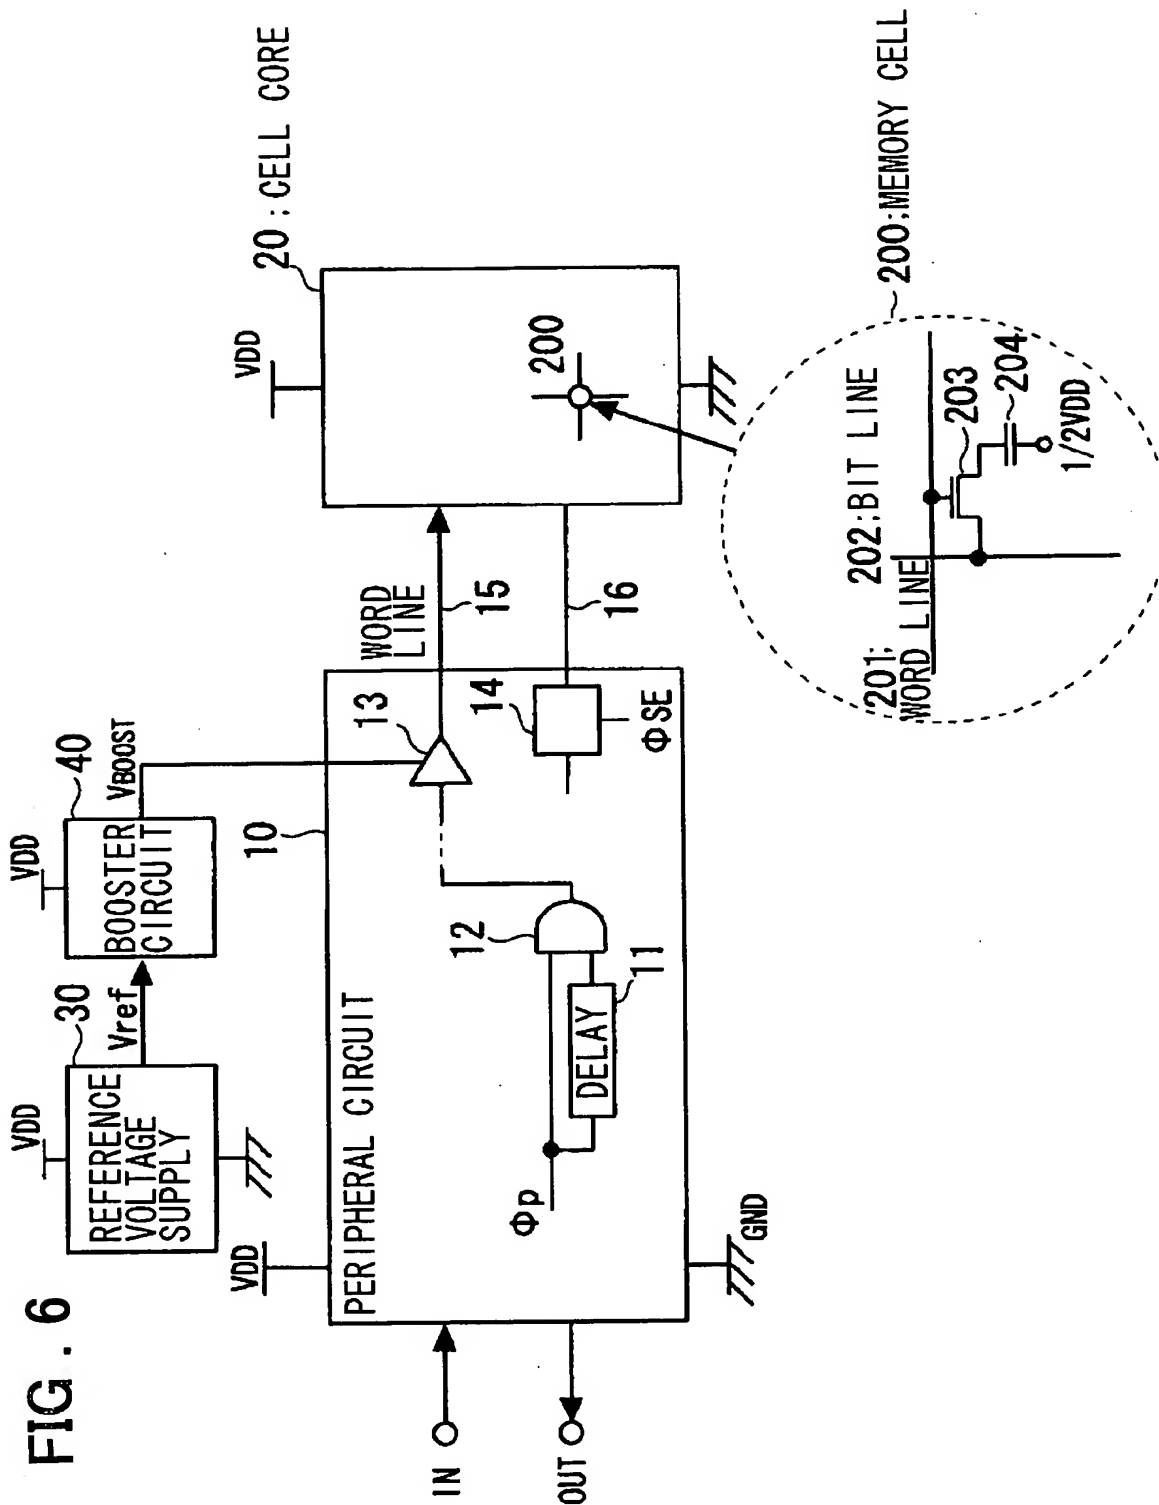 FIG. 6
VDD
REFERENCE
VOLTAGE
SUPPLY
30
Vref
VDD
BOOSTER
CIRCUIT
40
VBOOST
VDD
PERIPHERAL CIRCUIT
10
IN
OUT
GND
Φp
DELAY
11
12
13
14
ΦSE
WORD
LINE
15
16
VDD
20:CELL CORE
200
200:MEMORY CELL
201:
WORD LINE
202:BIT LINE
203
204
1/2VDD